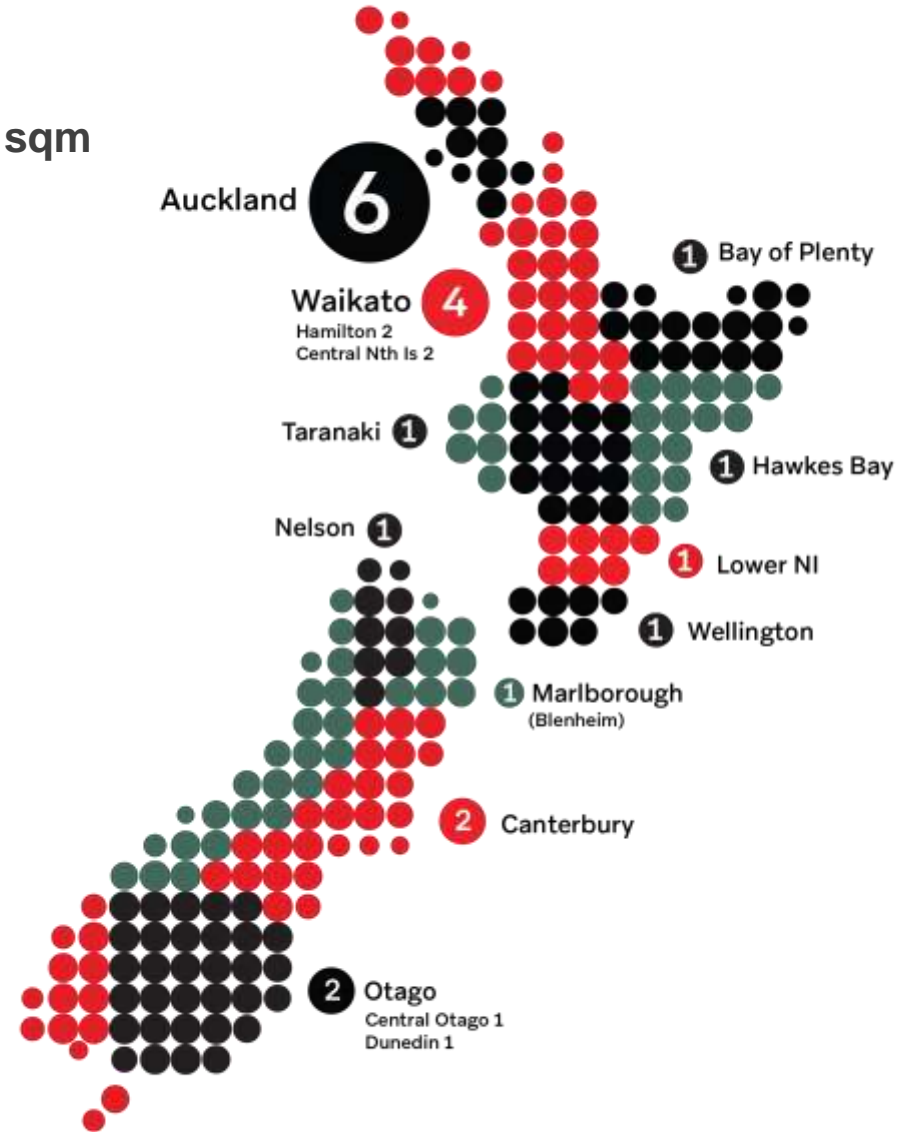 sqm
Auckland 6
1 Bay of Plenty
Waikato 4
Hamilton 2
Central Nth Is 2
Taranaki 1
1 Hawkes Bay
Nelson 1
1 Lower NI
1 Wellington
1 Marlborough
(Blenheim)
2 Canterbury
2 Otago
Central Otago 1
Dunedin 1